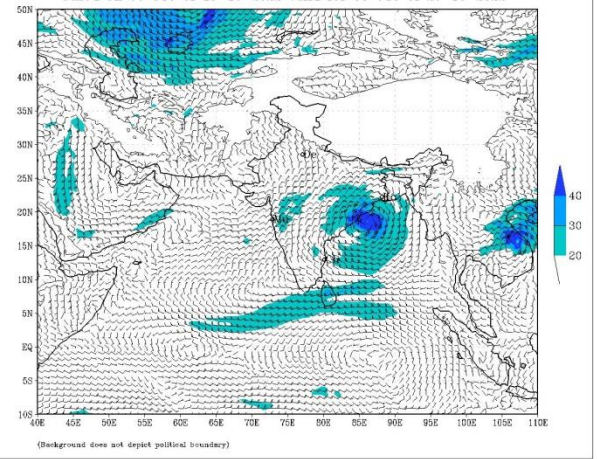 50N
45N
40N
35N
30N
25N
20N
15N
10N
5N
EQ
5S
10S
40E 45E 50E 55E 60E 65E 70E 75E 80E 85E 90E 95E 100E 105E 110E
40
30
20
(Background does not depict political boundary)